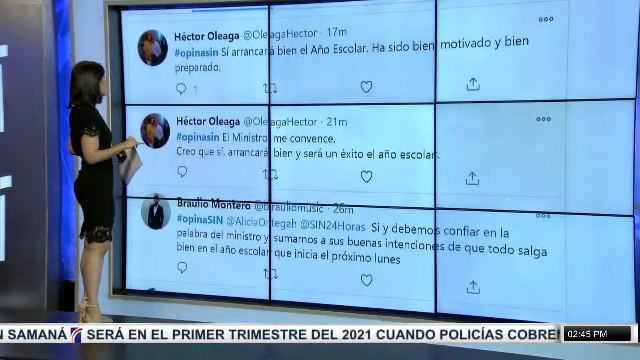 Héctor Oleaga @OleagaHector · 17m
#opinasin Sí arrancará bien el Año Escolar. Ha sido bien motivado y bien
preparado.
1
Héctor Oleaga @OleagaHector · 21m
#opinasin El Ministro me convence.
Creo que sí, arrancará bien y será un éxito el año escolar.
Braulio Montero @brauliomusic · 26m
#opinaSIN @AliciaOrtegah @SIN24Horas Si y debemos confiar en la
palabra del ministro y sumarnos a sus buenas intenciones de que todo salga
bien en el año escolar que inicia el próximo lunes
N SAMANÁ SERÁ EN EL PRIMER TRIMESTRE DEL 2021 CUANDO POLICÍAS COBRE
02:45 PM